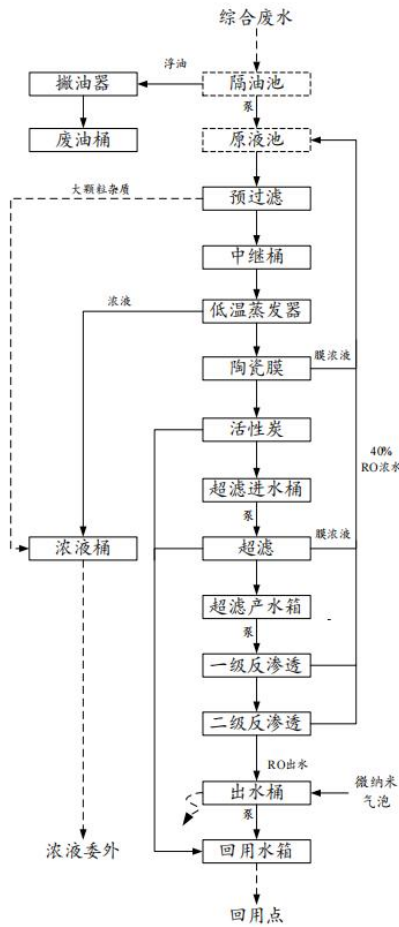 综合废水
浮油
撇油器
隔油池
泵
废油桶
原液池
大颗粒杂质
预过滤
中继桶
浓液
低温蒸发器
陶瓷膜
膜浓液
活性炭
40%
RO浓水
超滤进水桶
泵
浓液桶
超滤
膜浓液
超滤产水箱
泵
一级反渗透
二级反渗透
RO出水
出水桶
微纳米
气泡
泵
浓液委外
回用水箱
回用点